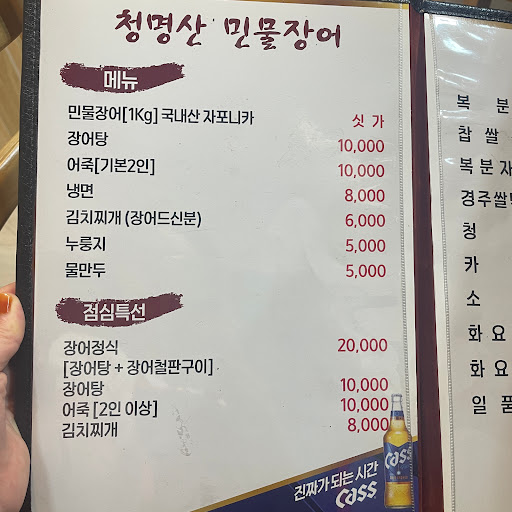 청명산 민물장어
메뉴
민물장어[1Kg] 국내산 자포니카 싯가
장어탕 10,000
어죽[기본2인] 10,000
냉면 8,000
김치찌개 (장어드신분) 6,000
누룽지 5,000
물만두 5,000
점심특선
장어정식 20,000
[장어탕 + 장어철판구이]
장어탕 10,000
어죽 [2인 이상] 10,000
김치찌개 8,000
진짜가 되는 시간
Cass
Cass
복 분
찹 쌀
복분자
경주쌀
청
카
소
화 요
화 요
일 품